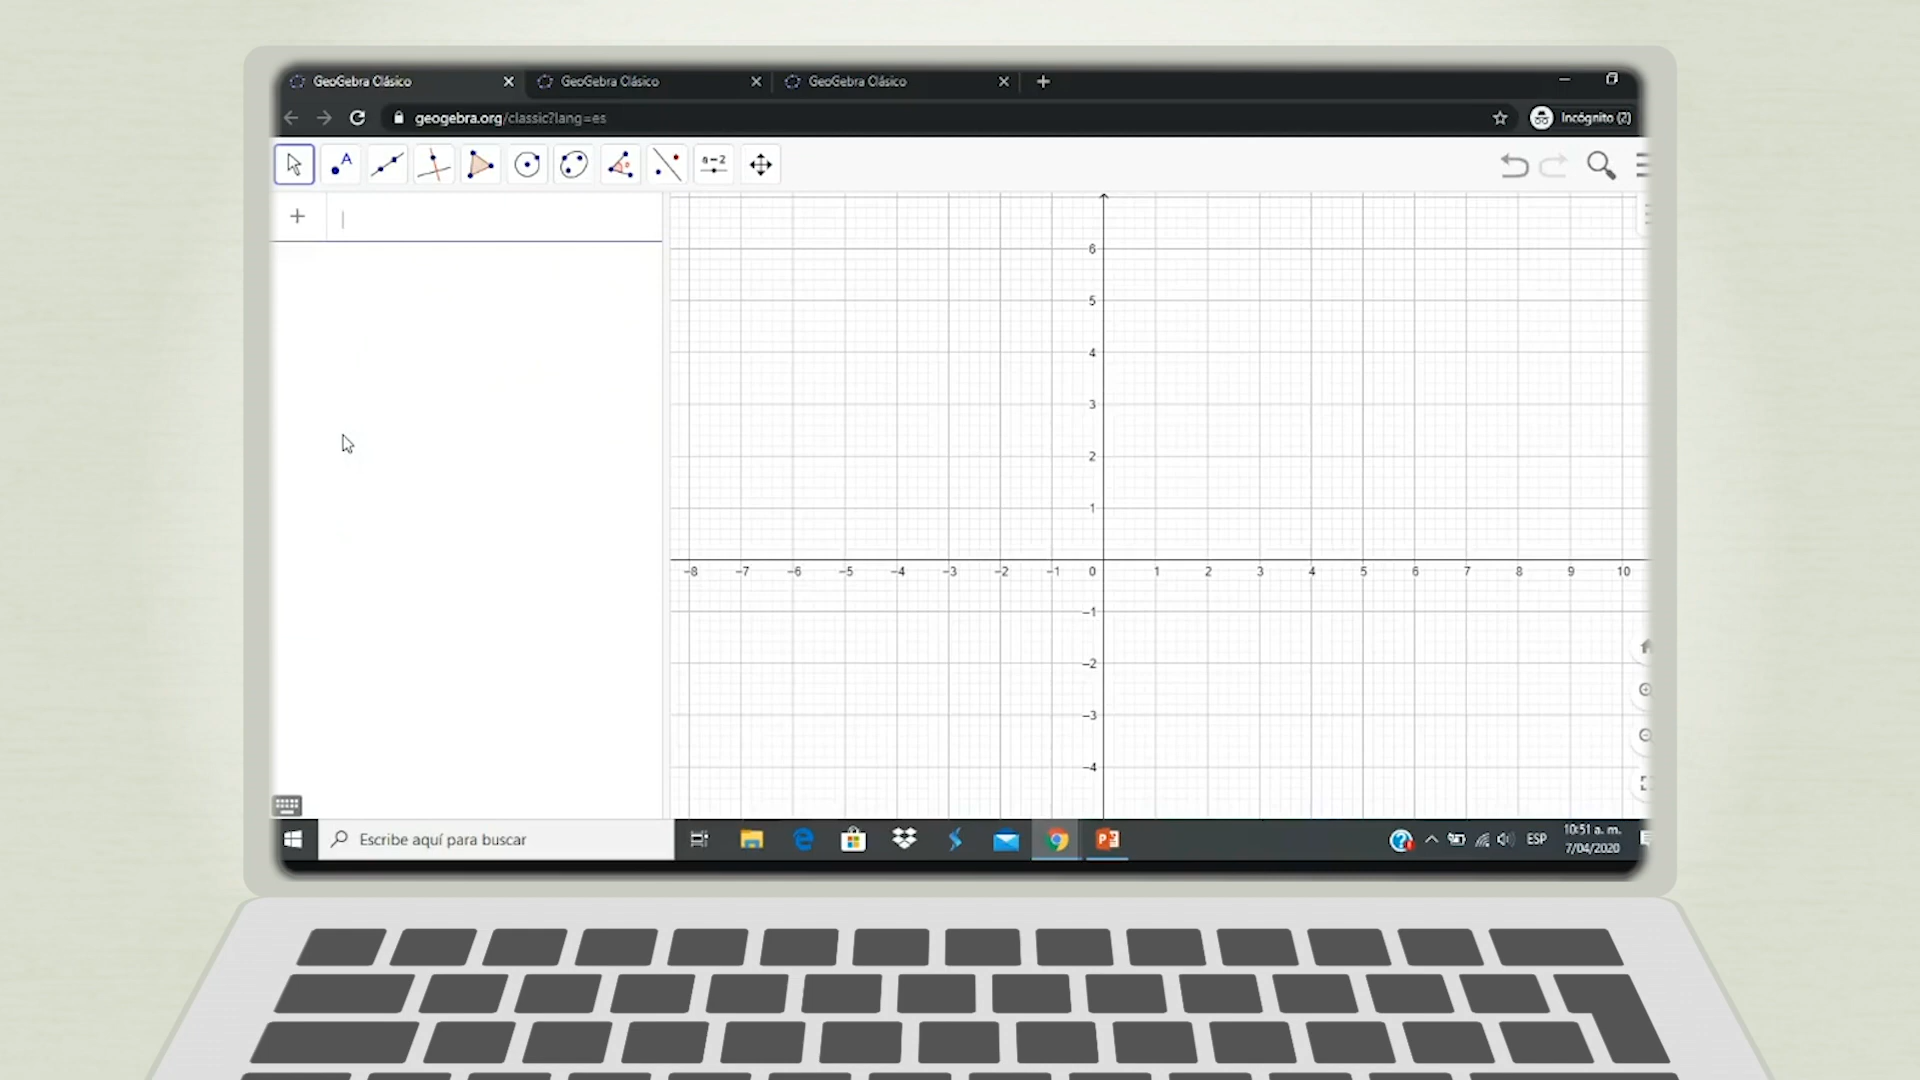 GeoGebra Clásico GeoGebra Clásico GeoGebra Clásico
geogebra.org/classic?lang=es Incógnito (2)
A
a=2
6
5
4
3
2
1
-8 -7 -6 -5 -4 -3 -2 -1 0 1 2 3 4 5 6 7 8 9 10
-1
-2
-3
-4
Escribe aquí para buscar
ESP
10:51 a. m.
7/04/2020